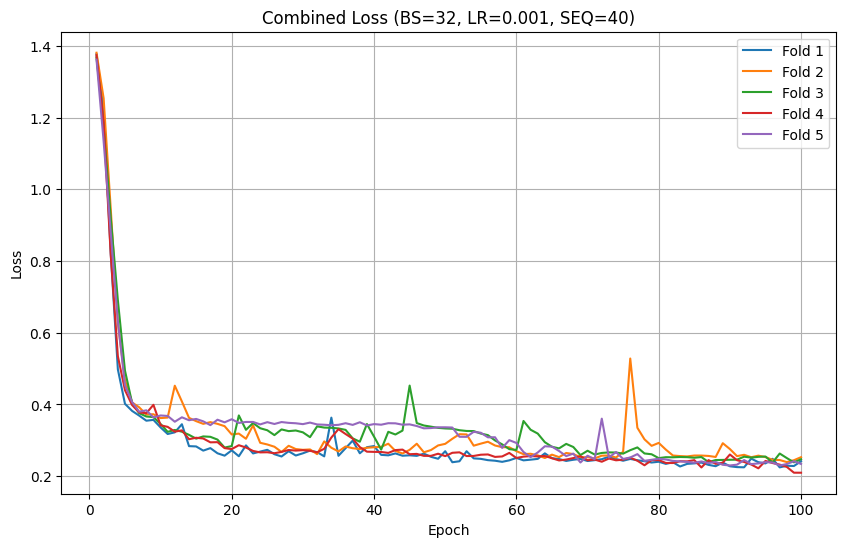 Combined Loss (BS=32, LR=0.001, SEQ=40)
Fold 1
Fold 2
Fold 3
Fold 4
Fold 5
Loss
1.4
1.2
1.0
0.8
0.6
0.4
0.2
0 20 40 60 80 100
Epoch